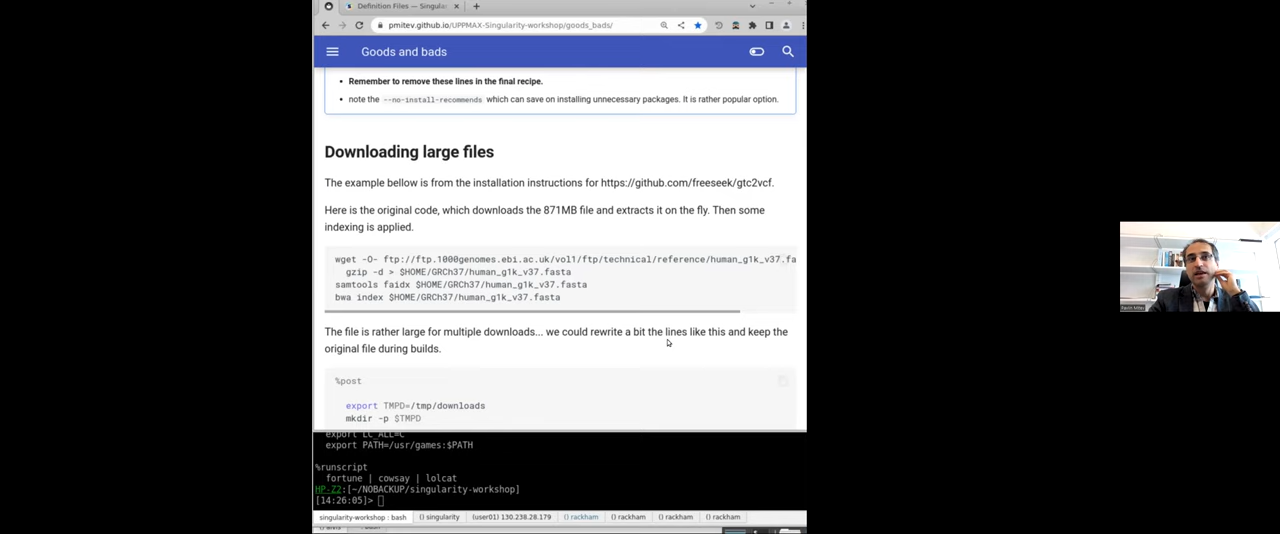 Definition Files — Singula
pmitev.github.io/UPPMAX-Singularity-workshop/goods_bads/
Goods and bads
• Remember to remove these lines in the final recipe.
• note the --no-install-recommends which can save on installing unnecessary packages. It is rather popular option.
Downloading large files
The example bellow is from the installation instructions for https://github.com/freeseek/gtc2vcf.
Here is the original code, which downloads the 871MB file and extracts it on the fly. Then some
indexing is applied.
wget -O- ftp://ftp.1000genomes.ebi.ac.uk/vol1/ftp/technical/reference/human_g1k_v37.fa
gzip -d > $HOME/GRCh37/human_g1k_v37.fasta
samtools faidx $HOME/GRCh37/human_g1k_v37.fasta
bwa index $HOME/GRCh37/human_g1k_v37.fasta
The file is rather large for multiple downloads... we could rewrite a bit the lines like this and keep the
original file during builds.
%post
export TMPD=/tmp/downloads
mkdir -p $TMPD
export LC_ALL=C
export PATH=/usr/games:$PATH
%runscript
fortune | cowsay | lolcat
HP-Z2:[~/NOBACKUP/singularity-workshop]
[14:26:05]>
singularity-workshop : bash () singularity (user01) 130.238.28.179 () rackham () rackham () rackham () rackham